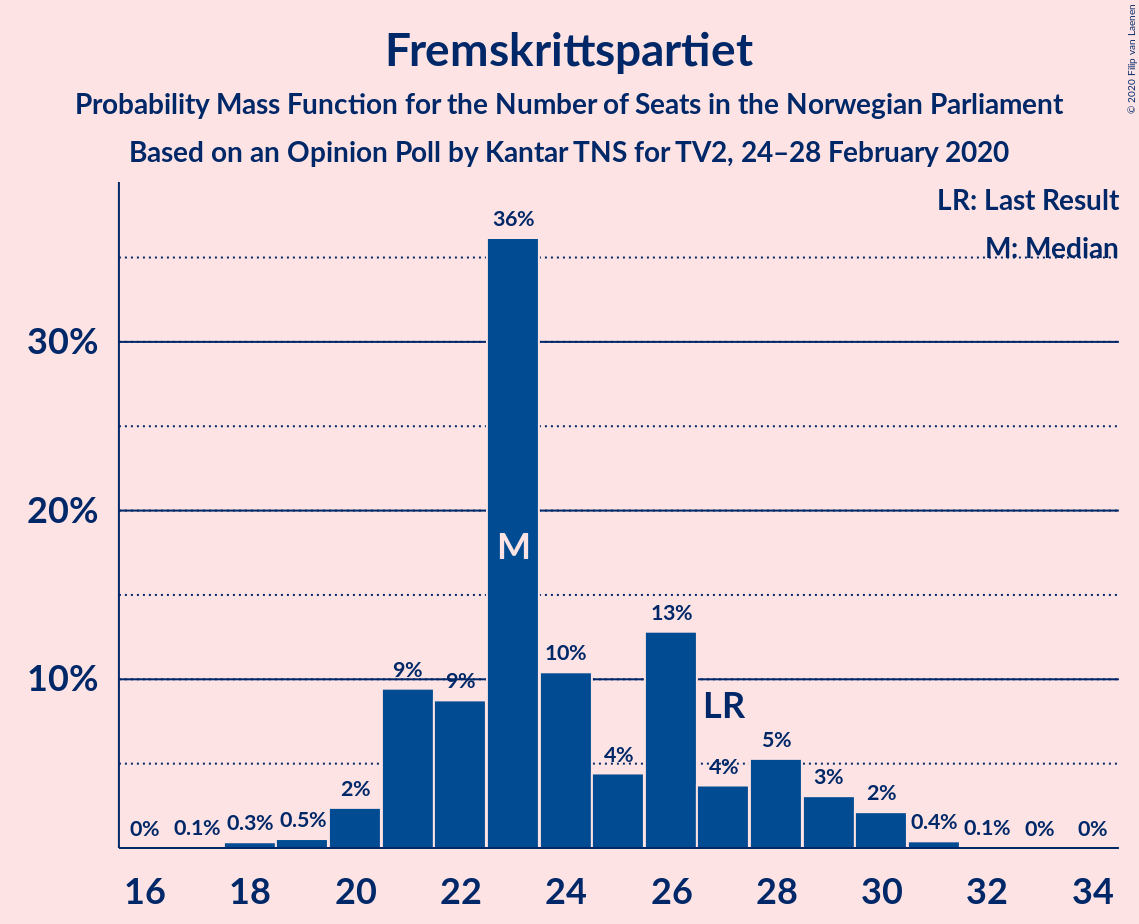 Fremskrittspartiet
Probability Mass Function for the Number of Seats in the Norwegian Parliament
Based on an Opinion Poll by Kantar TNS for TV2, 24–28 February 2020
© 2020 Filip van Laenen
LR: Last Result
M: Median
30%
20%
10%
0%
0.1%
0.3%
0.5%
2%
9%
9%
36%
M
10%
4%
13%
LR
4%
5%
3%
2%
0.4%
0.1%
0%
0%
16 18 20 22 24 26 28 30 32 34